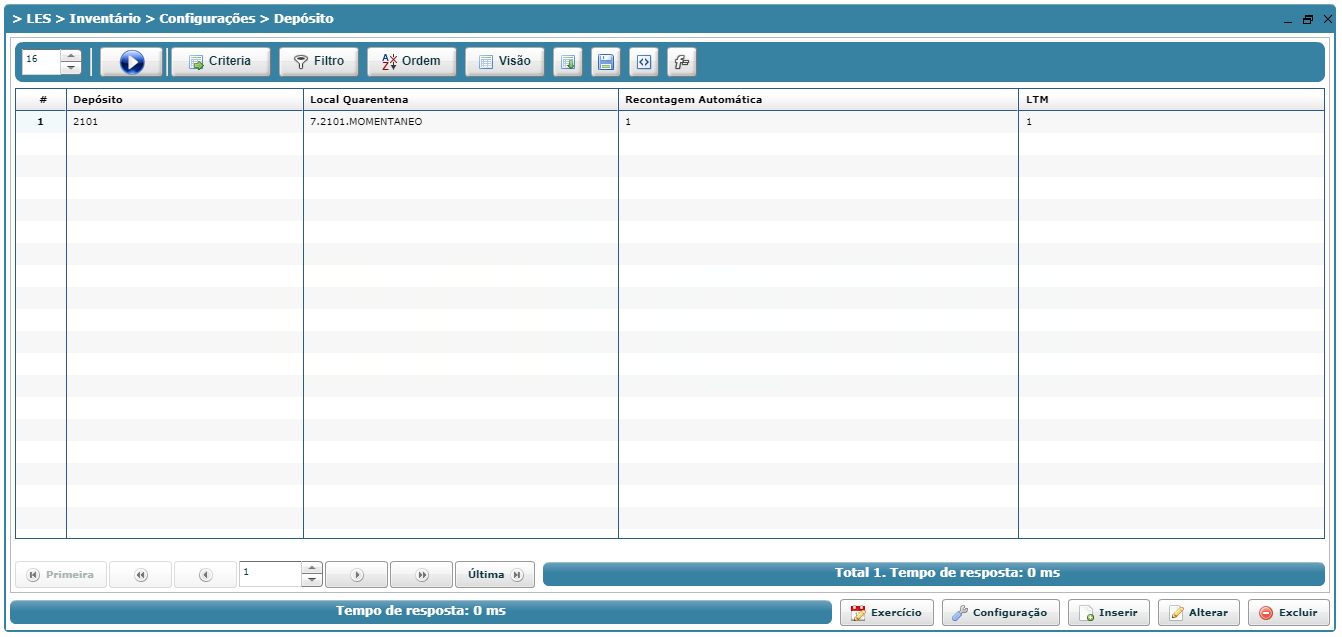 > LES > Inventário > Configurações > Depósito
16 Criteria Filtro Ordem Visão
# Depósito Local Quarentena Recontagem Automática LTM
1 2101 7.2101.MOMENTANEO 1 1
Primeira 1 Última Total 1. Tempo de resposta: 0 ms
Tempo de resposta: 0 ms Exercício Configuração Inserir Alterar Excluir